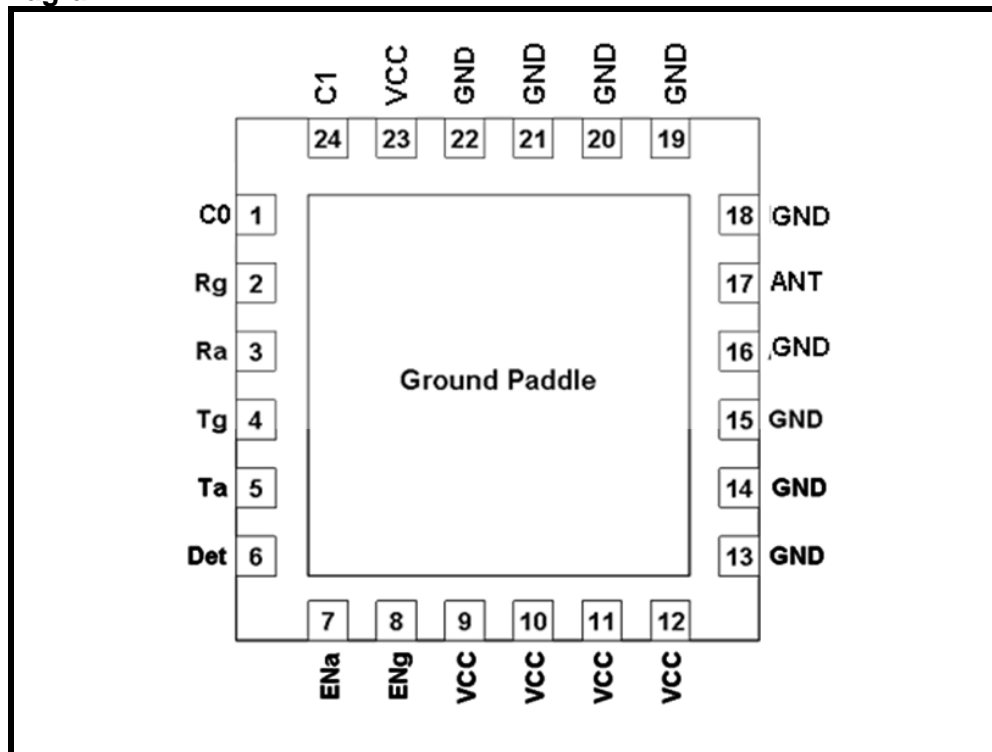 C1 VCC GND GND GND GND
24 23 22 21 20 19
C0 1 18 GND
Rg 2 17 ANT
Ra 3 16 GND
Ground Paddle
Tg 4 15 GND
Ta 5 14 GND
Det 6 13 GND
7 8 9 10 11 12
ENa ENg VCC VCC VCC VCC